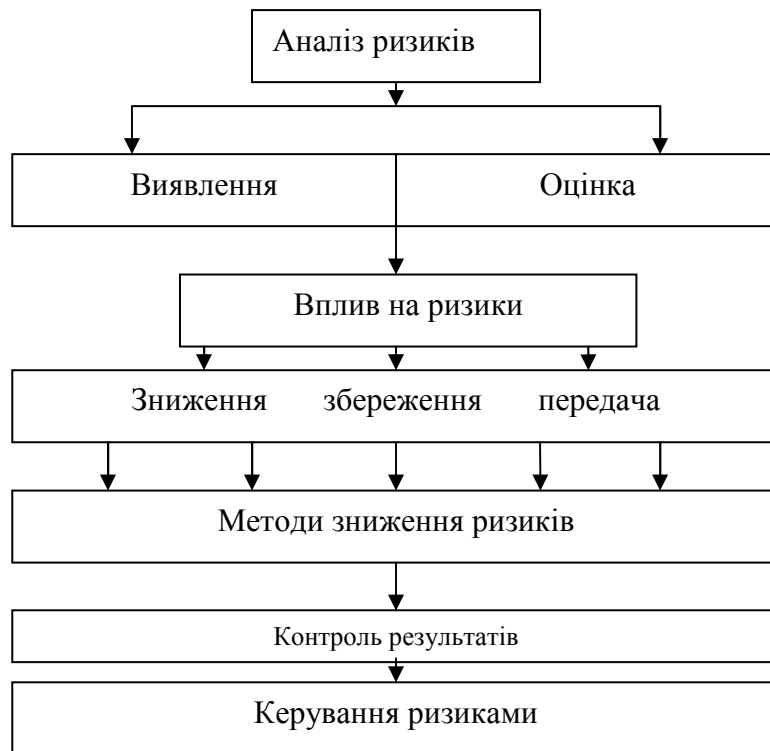 Аналіз ризиків
Виявлення Оцінка
Вплив на ризики
Зниження збереження передача
Методи зниження ризиків
Контроль результатів
Керування ризиками